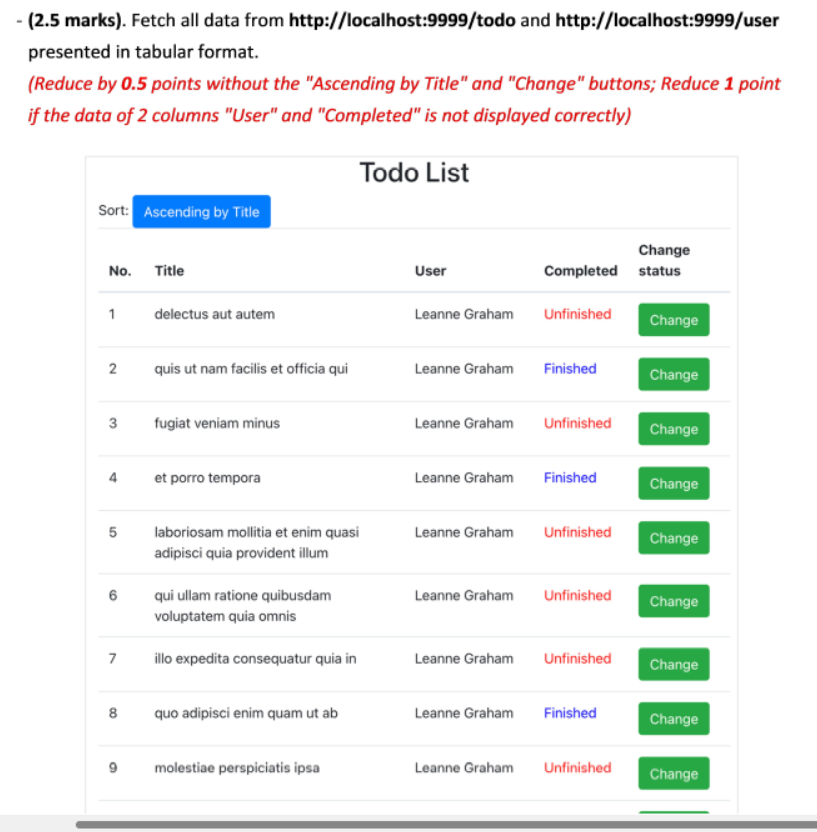 - (2.5 marks). Fetch all data from http://localhost:9999/todo and http://localhost:9999/user
presented in tabular format.
(Reduce by 0.5 points without the "Ascending by Title" and "Change" buttons; Reduce 1 point
if the data of 2 columns "User" and "Completed" is not displayed correctly)
Todo List
Sort: Ascending by Title
No. Title User Completed Change status
1 delectus aut autem Leanne Graham Unfinished Change
2 quis ut nam facilis et officia qui Leanne Graham Finished Change
3 fugiat veniam minus Leanne Graham Unfinished Change
4 et porro tempora Leanne Graham Finished Change
5 laboriosam mollitia et enim quasi Leanne Graham Unfinished Change
adipisci quia provident illum
6 qui ullam ratione quibusdam Leanne Graham Unfinished Change
voluptatem quia omnis
7 illo expedita consequatur quia in Leanne Graham Unfinished Change
8 quo adipisci enim quam ut ab Leanne Graham Finished Change
9 molestiae perspiciatis ipsa Leanne Graham Unfinished Change